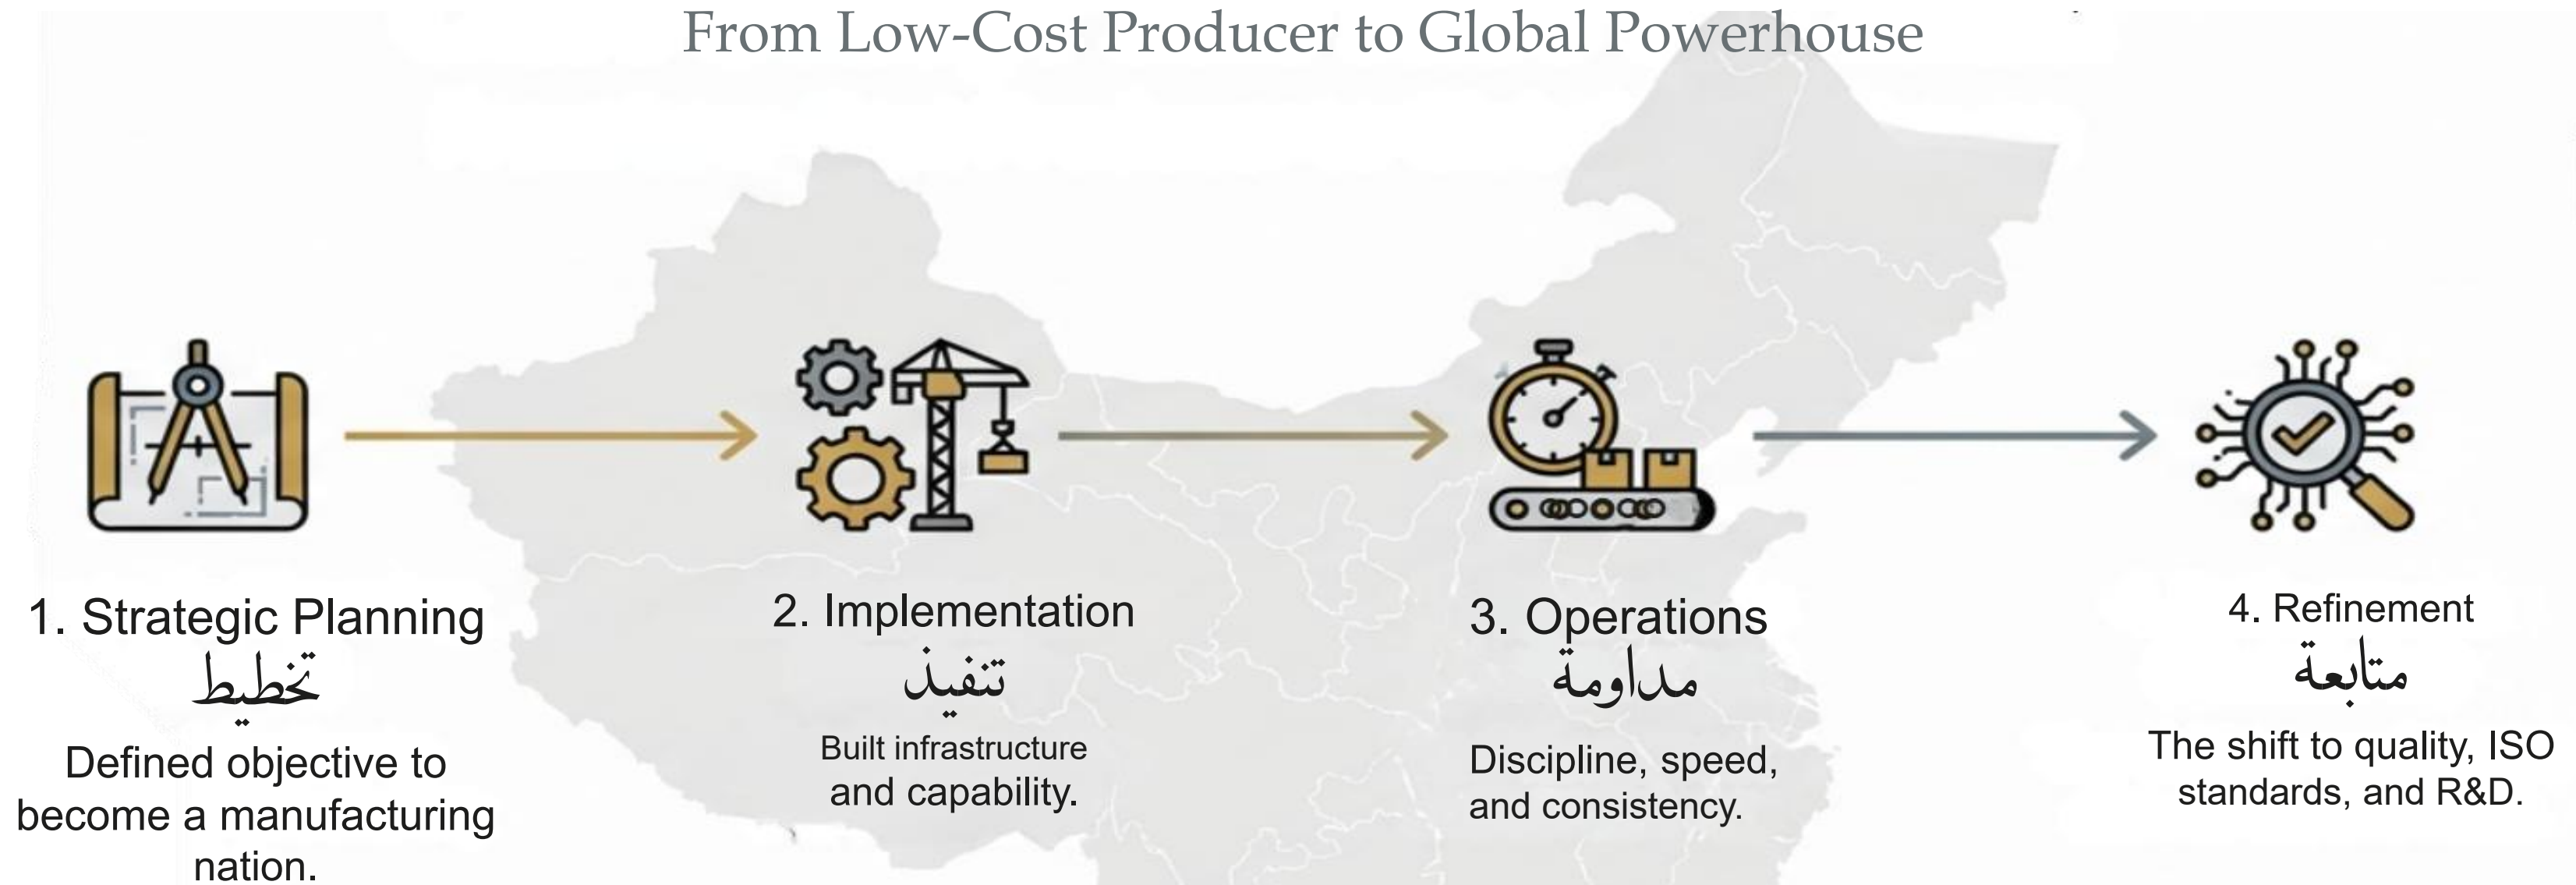 From Low-Cost Producer to Global Powerhouse
1. Strategic Planning
تخطيط
Defined objective to
become a manufacturing
nation.
2. Implementation
تنفيذ
Built infrastructure
and capability.
3. Operations
مداومة
Discipline, speed,
and consistency.
4. Refinement
متابعة
The shift to quality, ISO
standards, and R&D.